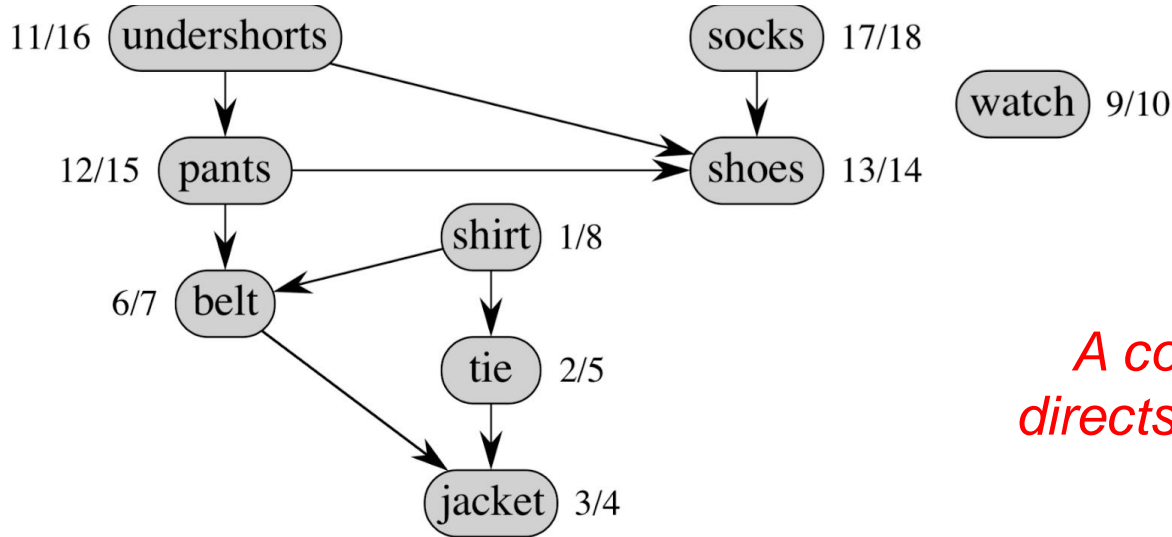 11/16 undershorts
socks 17/18
watch 9/10
12/15 pants
shoes 13/14
shirt 1/8
6/7 belt
tie 2/5
jacket 3/4
A
directs